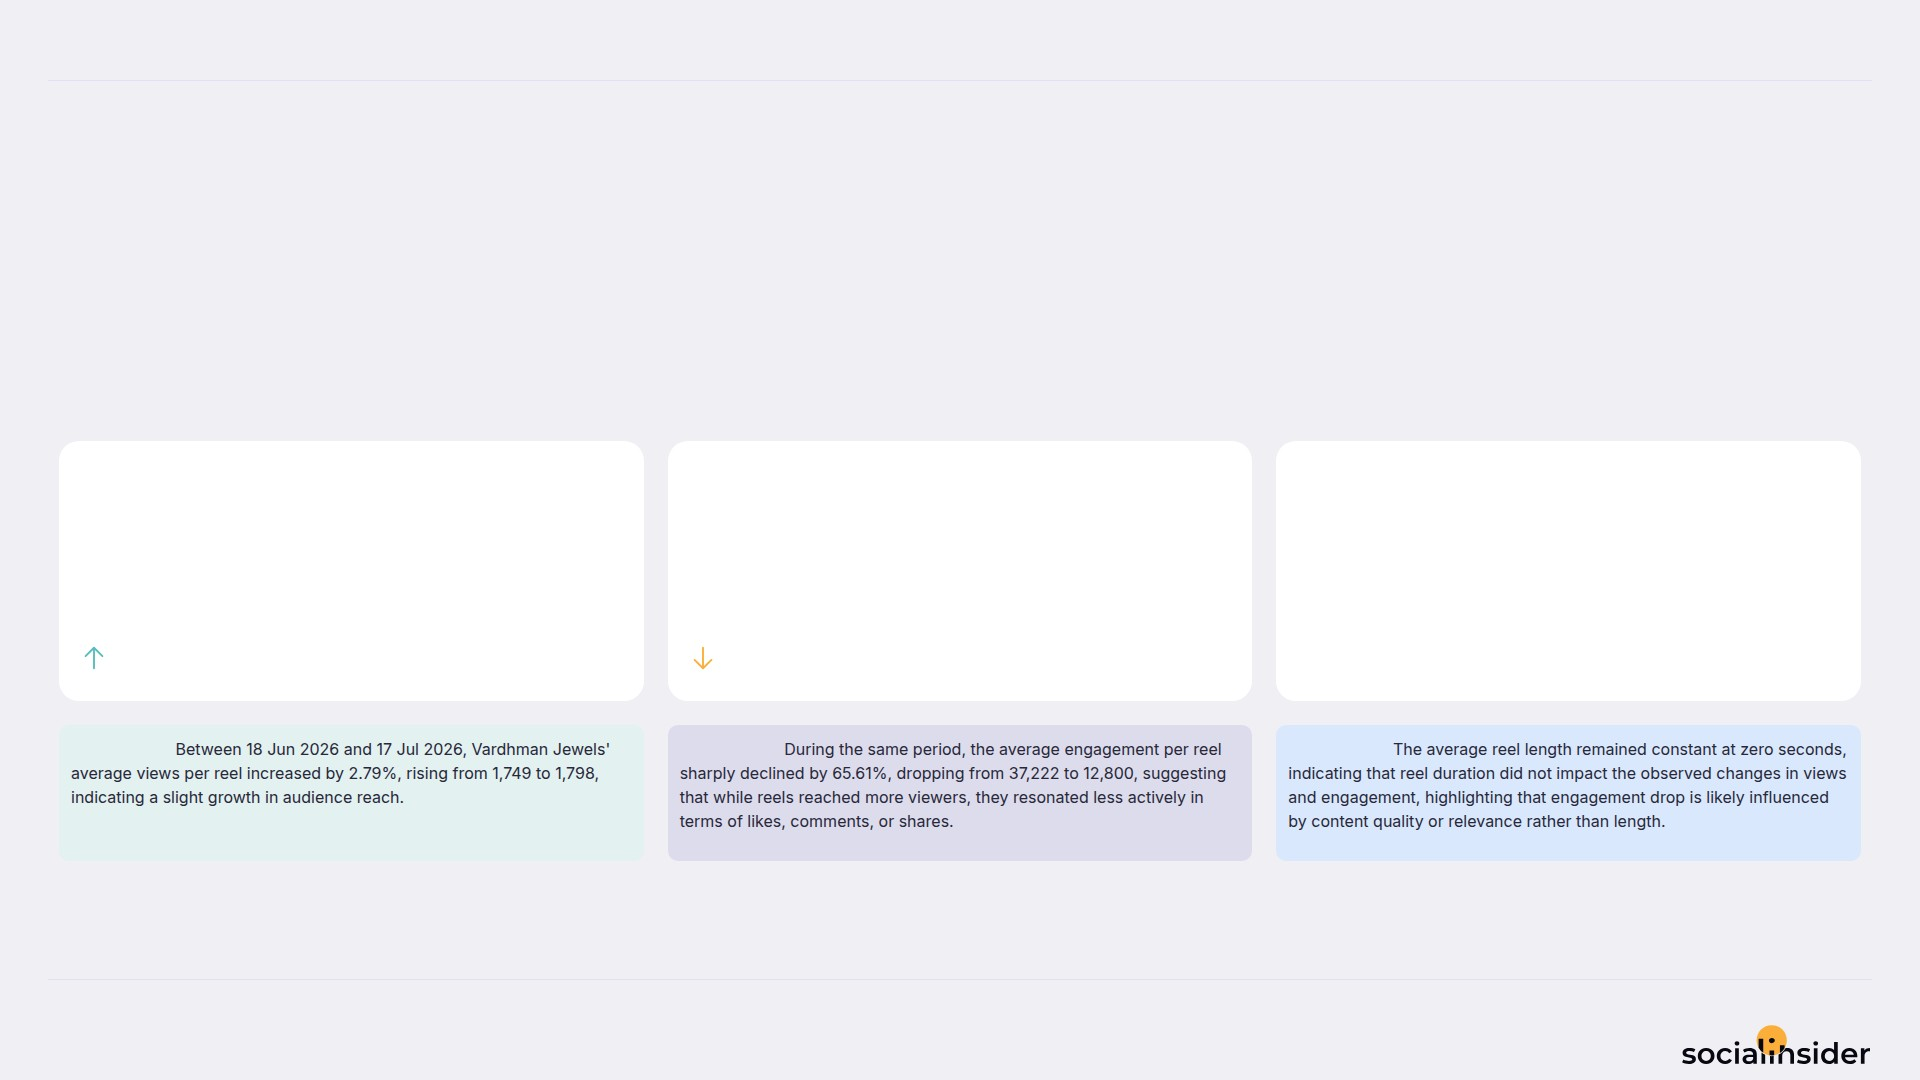 Between 18 Jun 2026 and 17 Jul 2026, Vardhman Jewels'
average views per reel increased by 2.79%, rising from 1,749 to 1,798,
indicating a slight growth in audience reach.
During the same period, the average engagement per reel
sharply declined by 65.61%, dropping from 37,222 to 12,800, suggesting
that while reels reached more viewers, they resonated less actively in
terms of likes, comments, or shares.
The average reel length remained constant at zero seconds,
indicating that reel duration did not impact the observed changes in views
and engagement, highlighting that engagement drop is likely influenced
by content quality or relevance rather than length.
socialinsider